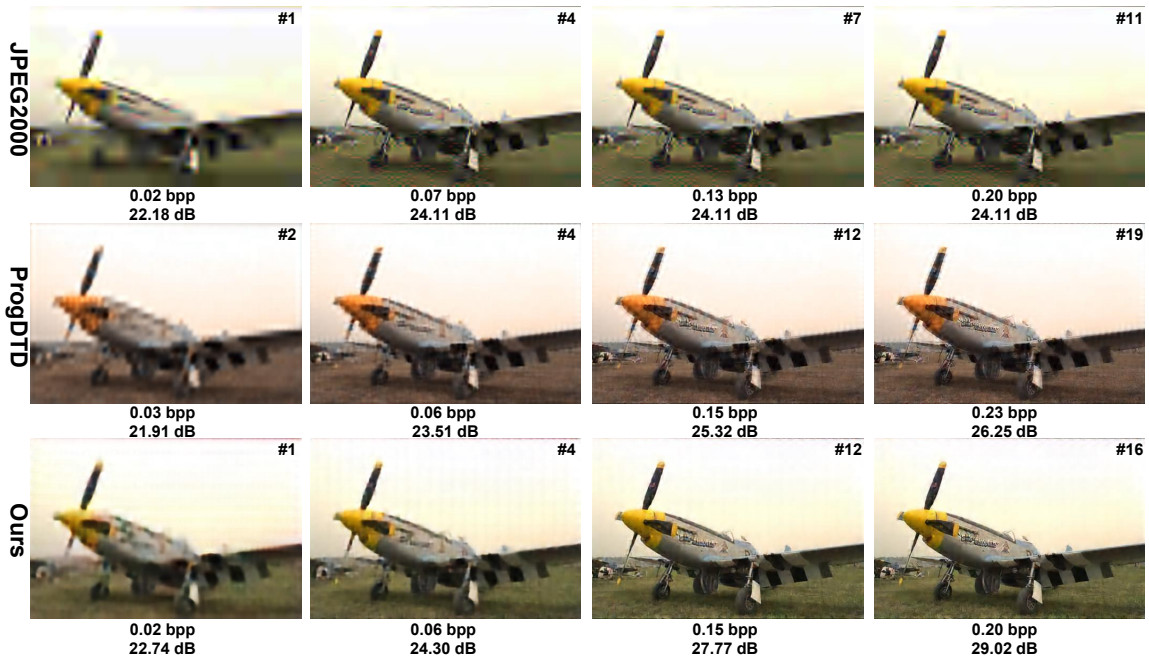 JPEG2000
#1
#4
#7
#11
0.02 bpp
22.18 dB
0.07 bpp
24.11 dB
0.13 bpp
24.11 dB
0.20 bpp
24.11 dB
ProgDTD
#2
#4
#12
#19
0.03 bpp
21.91 dB
0.06 bpp
23.51 dB
0.15 bpp
25.32 dB
0.23 bpp
26.25 dB
Ours
#1
#4
#12
#16
0.02 bpp
22.74 dB
0.06 bpp
24.30 dB
0.15 bpp
27.77 dB
0.20 bpp
29.02 dB